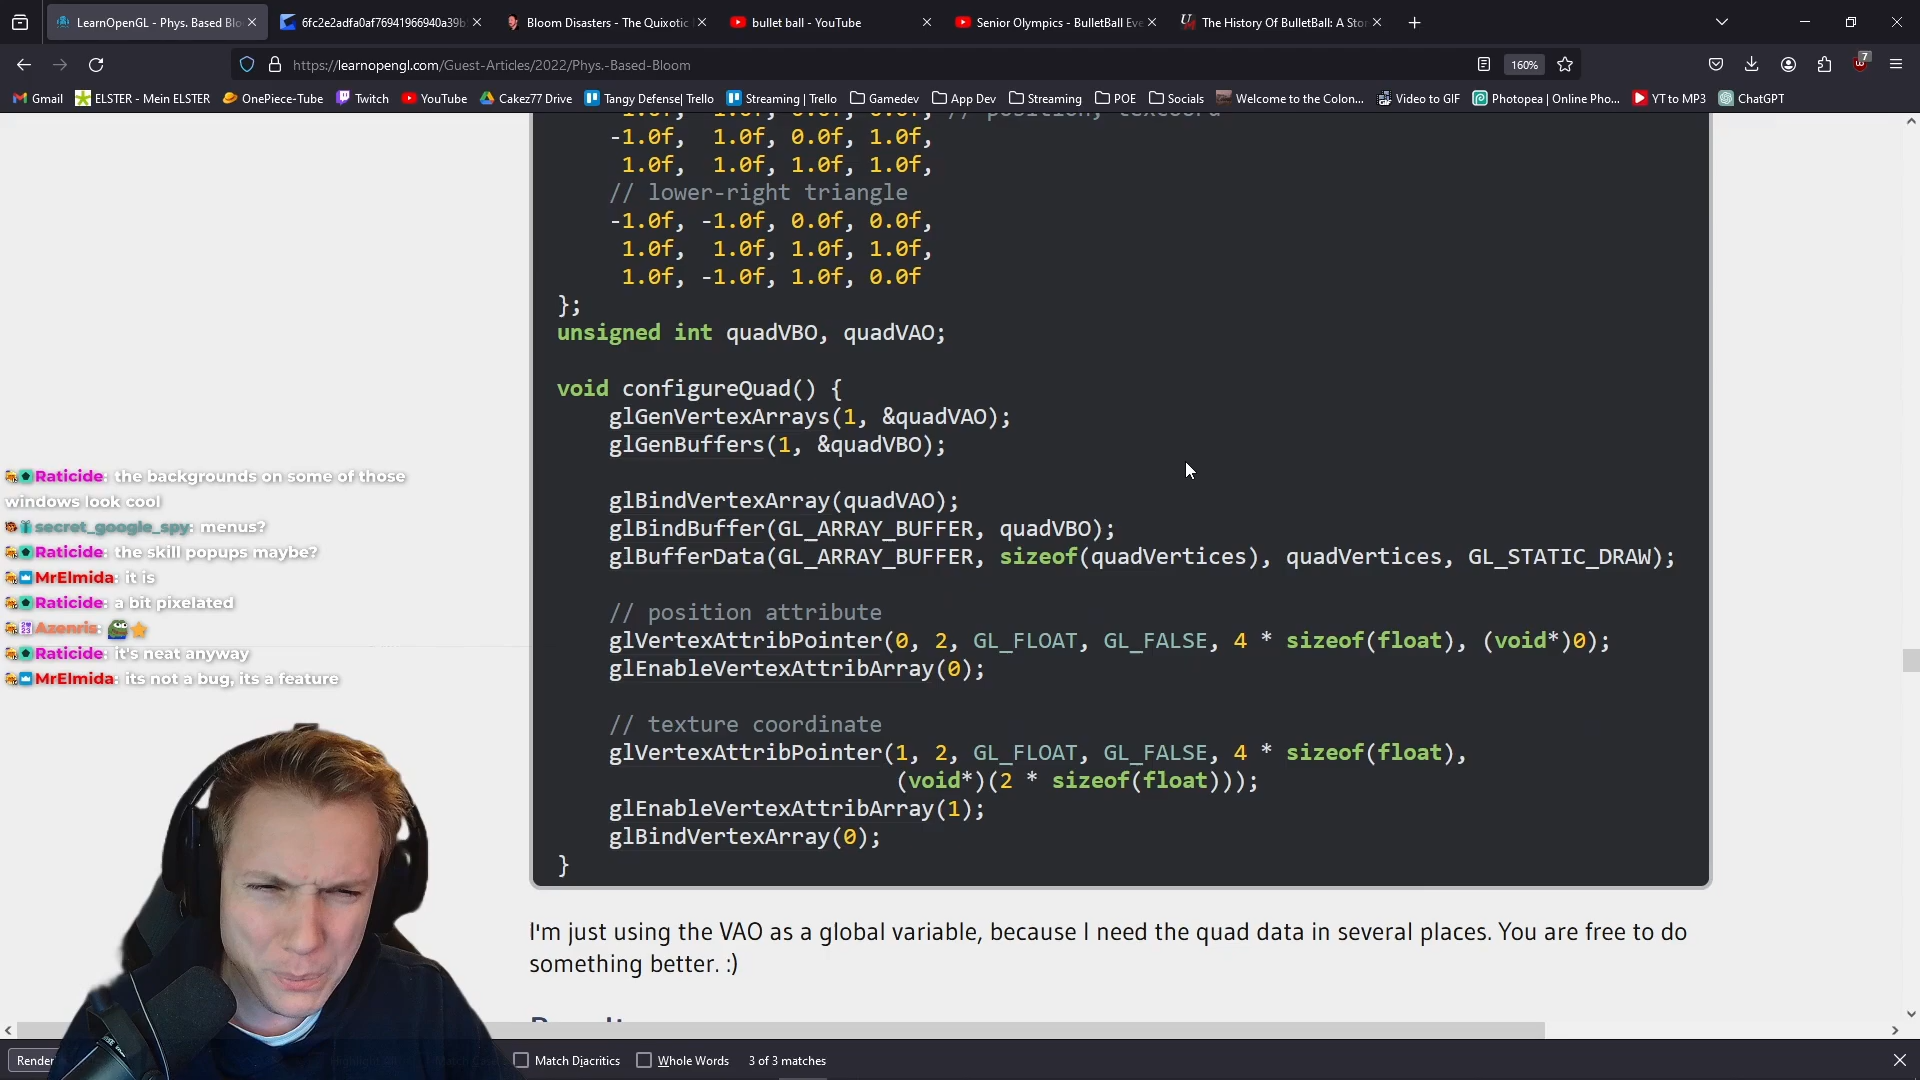 LearnOpenGL - Phys. Based Blo
6fc2e2adfa0af76941966940a39b
Bloom Disasters - The Quixotic
bullet ball - YouTube
Senior Olympics - BulletBall Eve
The History Of BulletBall: A Stor
https://learnopengl.com/Guest-Articles/2022/Phys.-Based-Bloom
160%
7
Gmail
ELSTER - Mein ELSTER
OnePiece-Tube
Twitch
YouTube
Cakez77 Drive
Tangy Defense| Trello
Streaming | Trello
Gamedev
App Dev
Streaming
POE
Socials
Welcome to the Colon...
Video to GIF
Photopea | Online Pho...
YT to MP3
ChatGPT
-1.0f, 1.0f, 0.0f, 1.0f,
1.0f, 1.0f, 1.0f, 1.0f,
// lower-right triangle
-1.0f, -1.0f, 0.0f, 0.0f,
1.0f, 1.0f, 1.0f, 1.0f,
1.0f, -1.0f, 1.0f, 0.0f
};
unsigned int quadVBO, quadVAO;
void configureQuad() {
glGenVertexArrays(1, &quadVAO);
glGenBuffers(1, &quadVBO);
glBindVertexArray(quadVAO);
glBindBuffer(GL_ARRAY_BUFFER, quadVBO);
glBufferData(GL_ARRAY_BUFFER, sizeof(quadVertices), quadVertices, GL_STATIC_DRAW);
// position attribute
glVertexAttribPointer(0, 2, GL_FLOAT, GL_FALSE, 4 * sizeof(float), (void*)0);
glEnableVertexAttribArray(0);
// texture coordinate
glVertexAttribPointer(1, 2, GL_FLOAT, GL_FALSE, 4 * sizeof(float),
(void*)(2 * sizeof(float)));
glEnableVertexAttribArray(1);
glBindVertexArray(0);
}
I'm just using the VAO as a global variable, because I need the quad data in several places. You are free to do
something better. :)
Raticide: the backgrounds on some of those
windows look cool
secret_google_spy: menus?
Raticide: the skill popups maybe?
MrElmida: it is
Raticide: a bit pixelated
Azenris:
Raticide: it's neat anyway
MrElmida: its not a bug, its a feature
Render
Match Diacritics
Whole Words
3 of 3 matches